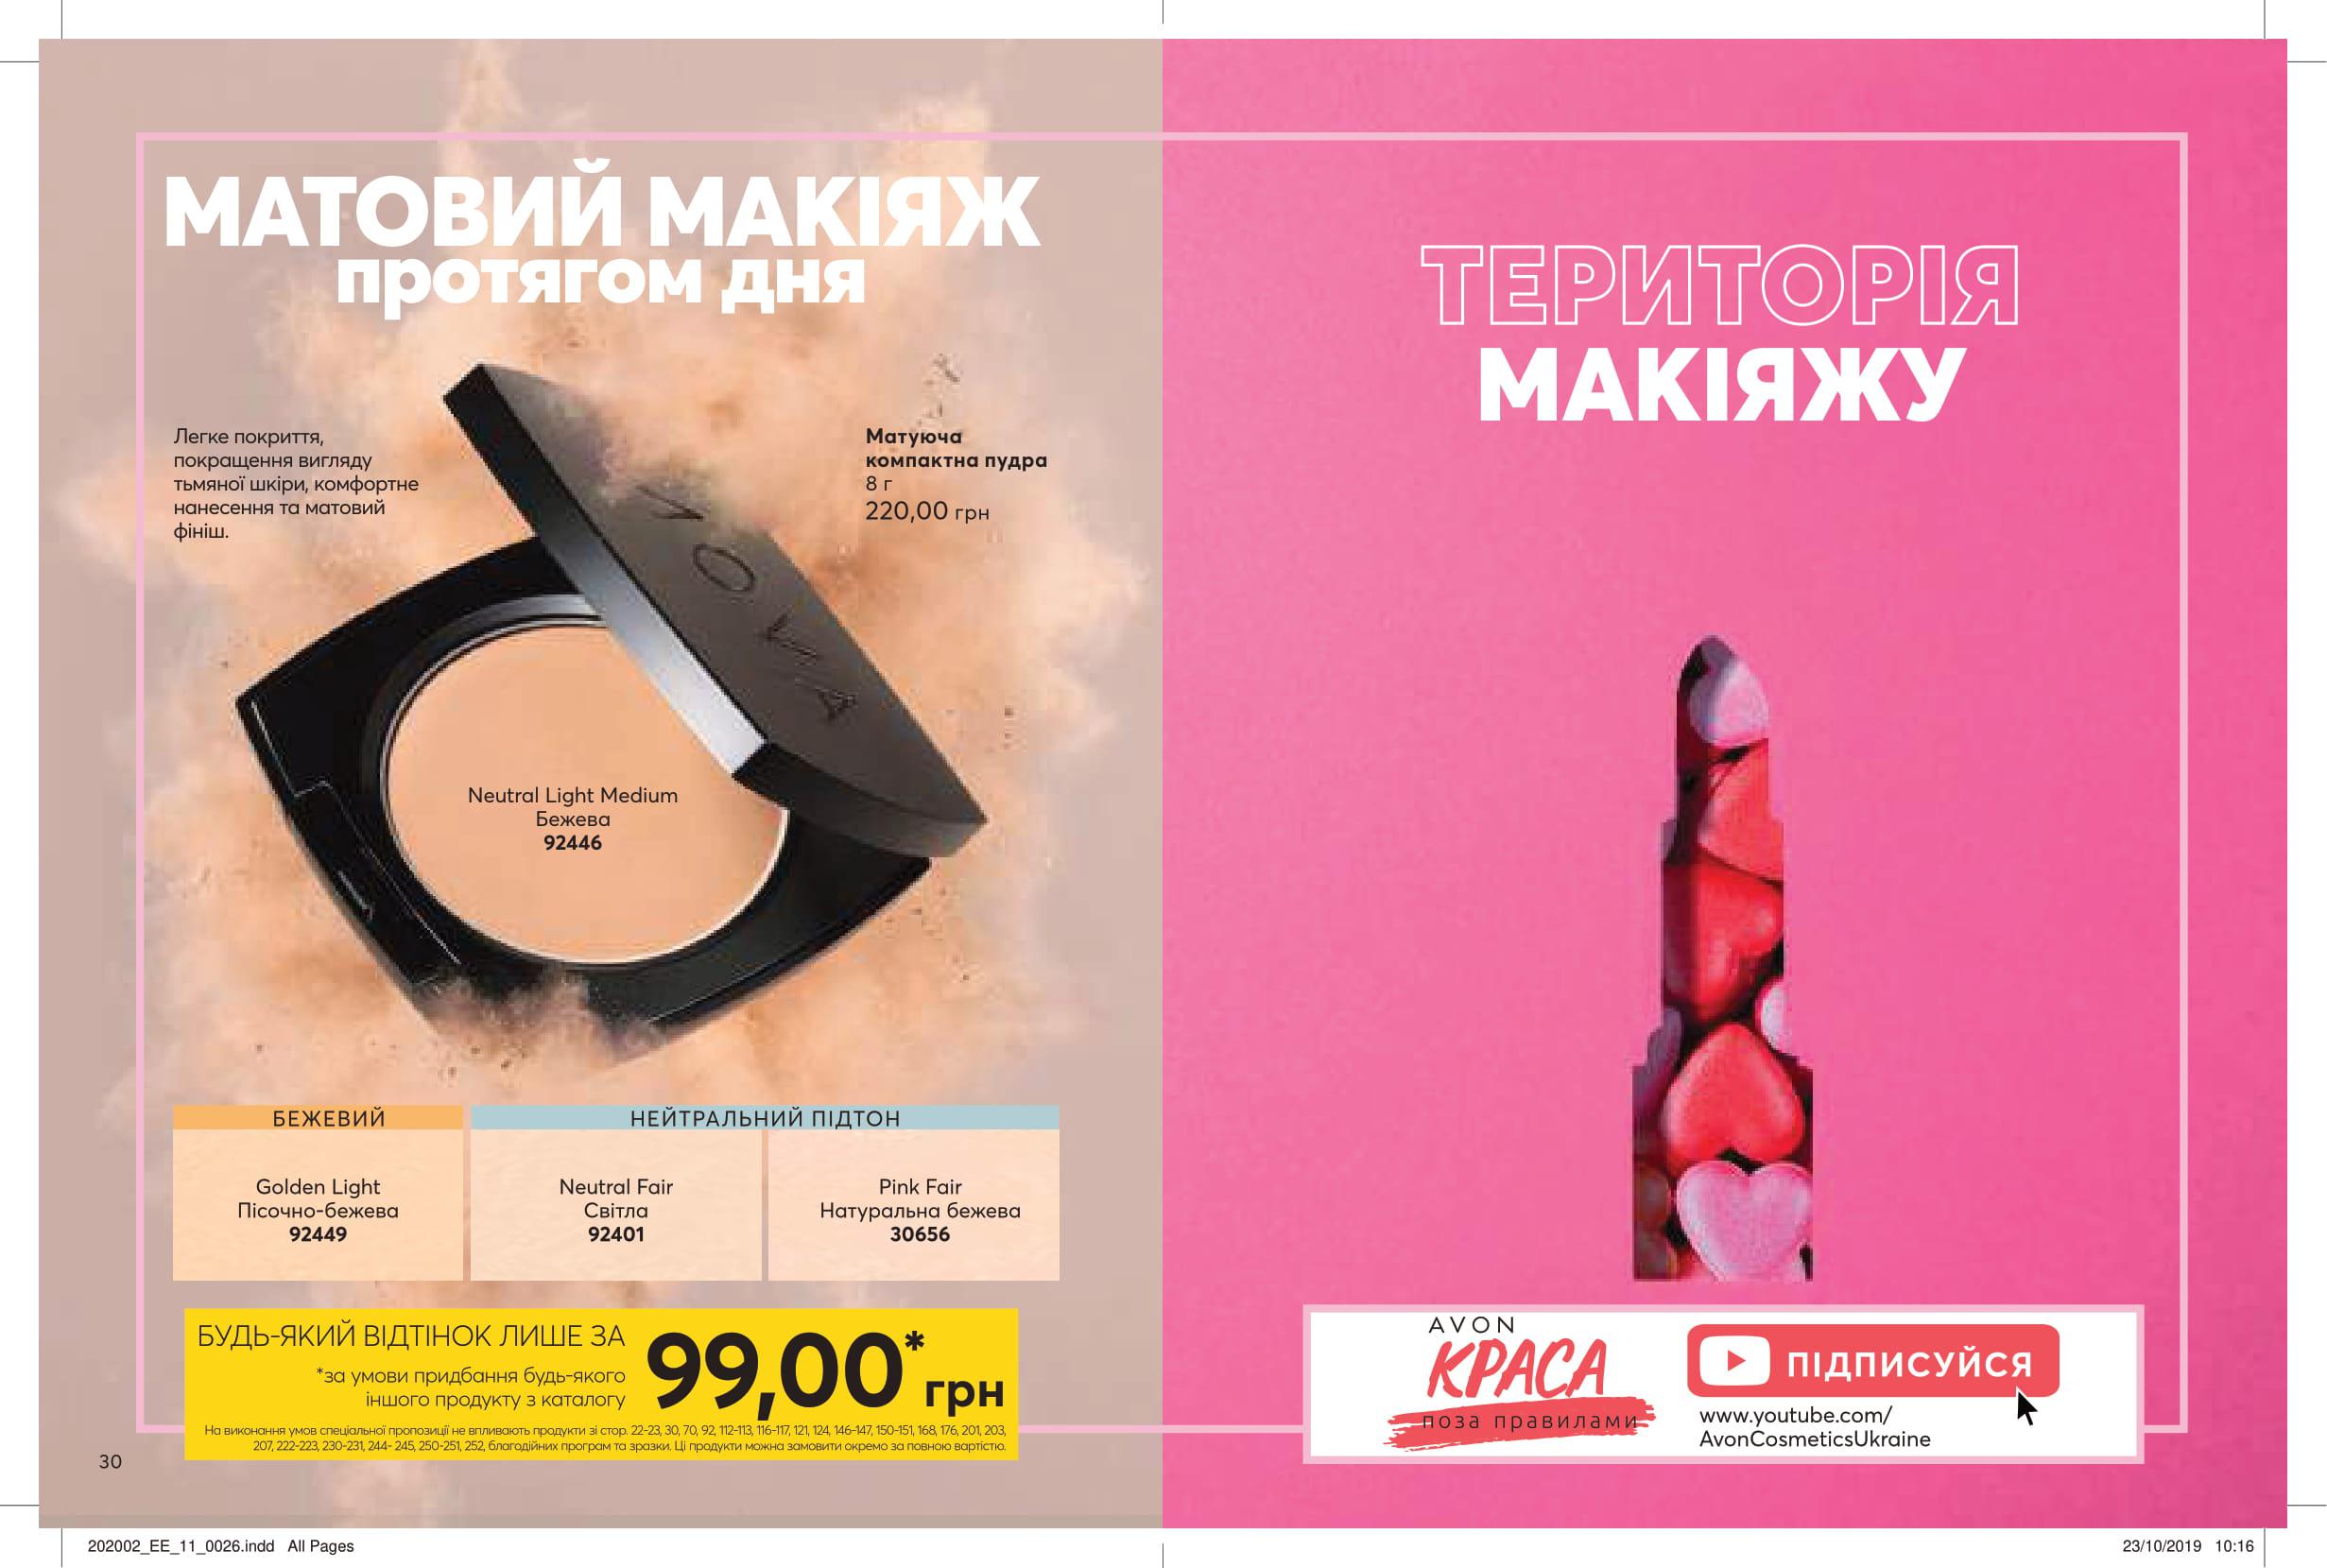 МАТОВИЙ МАКІЯЖ
протягом дня
Легке покриття,
покращення вигляду
тьмяної шкіри, комфортне
нанесення та матовий
фініш.
Матуюча
компактна пудра
8 г
220,00 грн
AVON
Neutral Light Medium
Бежева
92446
БЕЖЕВИЙ
НЕЙТРАЛЬНИЙ ПІДТОН
Golden Light
Пісочно-бежева
92449
Neutral Fair
Світла
92401
Pink Fair
Натуральна бежева
30656
БУДЬ-ЯКИЙ ВІДТІНОК ЛИШЕ ЗА
*за умови придбання будь-якого
іншого продукту з каталогу
99,00* грн
На виконання умов спеціальної пропозиції не впливають продукти зі стор. 22-23, 30, 70, 92, 112-113, 116-117, 121, 124, 146-147, 150-151, 168, 176, 201, 203,
207, 222-223, 230-231, 244- 245, 250-251, 252, благодійних програм та зразки. Ці продукти можна замовити окремо за повною вартістю.
30
ТЕРИТОРІЯ
МАКІЯЖУ
AVON
КРАСА
поза правилами
ПІДПИСУЙСЯ
www.youtube.com/
AvonCosmeticsUkraine
202002_EE_11_0026.indd   All Pages
23/10/2019   10:16